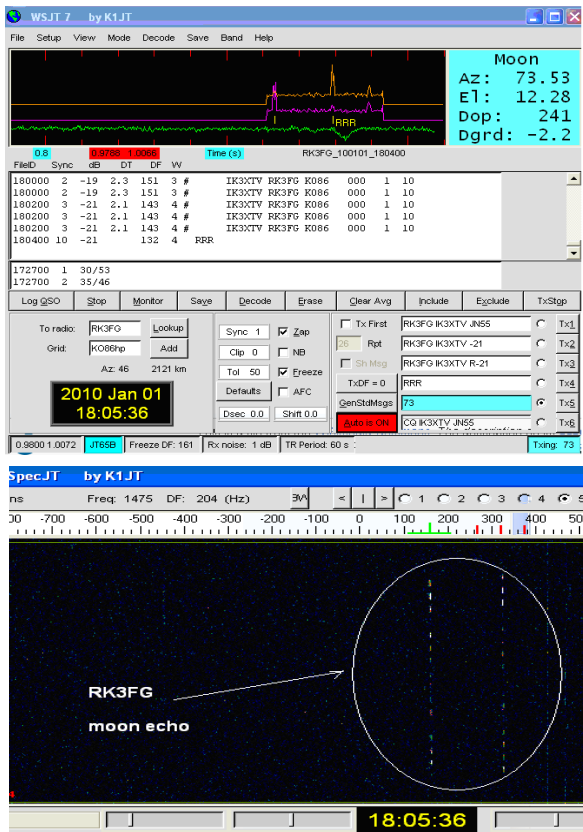 WSJT 7 by K1JT
File Setup View Mode Decode Save Band Help
Moon
Az: 73.53
El: 12.28
Dop: 241
Dgrd: -2.2
RRR
0.8 0.9788 1.0056 Time (s) RK3FG_100101_180400
FileID Sync dB DT DF W
180000 2 -19 2.3 151 3 # IK3XTV RK3FG KO86 000 1 10
180000 2 -19 2.3 151 3 # IK3XTV RK3FG KO86 000 1 10
180200 3 -21 2.1 143 4 # IK3XTV RK3FG KO86 000 1 10
180200 3 -21 2.1 143 4 # IK3XTV RK3FG KO86 000 1 10
180200 3 -21 2.1 143 4 # IK3XTV RK3FG KO86 000 1 10
180400 10 -21 132 4 RRR
172700 1 30/53
172700 2 35/46
Log QSO Stop Monitor Save Decode Erase Clear Avg Include Exclude TxStop
To radio: RK3FG Lookup
Grid: KO86hp Add
Az: 46 2121 km
2010 Jan 01
18:05:36
Sync 1 Zap
Clip 0 NB
Tol 50 Freeze
Defaults AFC
Dsec 0.0 Shift 0.0
Tx First RK3FG IK3XTV JN55 Tx1
26 Rpt RK3FG IK3XTV -21 Tx2
Sh Msg RK3FG IK3XTV R-21 Tx3
TxDF = 0 RRR Tx4
GenStdMsgs 73 Tx5
Auto is ON CQ IK3XTV JN55 Tx6
0.9800 1.0072 JT65B Freeze DF: 161 Rx noise: 1 dB TR Period: 60 s Txing: 73
SpecJT by K1JT
ns Freq: 1475 DF: 204 (Hz) < | > 1 2 3 4 5
00 -700 -600 -500 -400 -300 -200 -100 0 100 200 300 400 50
RK3FG
moon echo
18:05:36